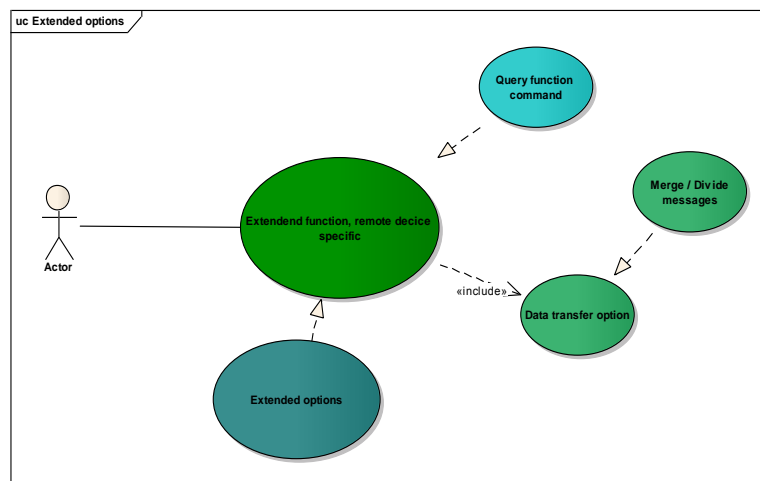 uc Extended options
Query function
command
Merge / Divide
messages
Extendend function, remote decice
specific
Actor
«include»
Data transfer option
Extended options